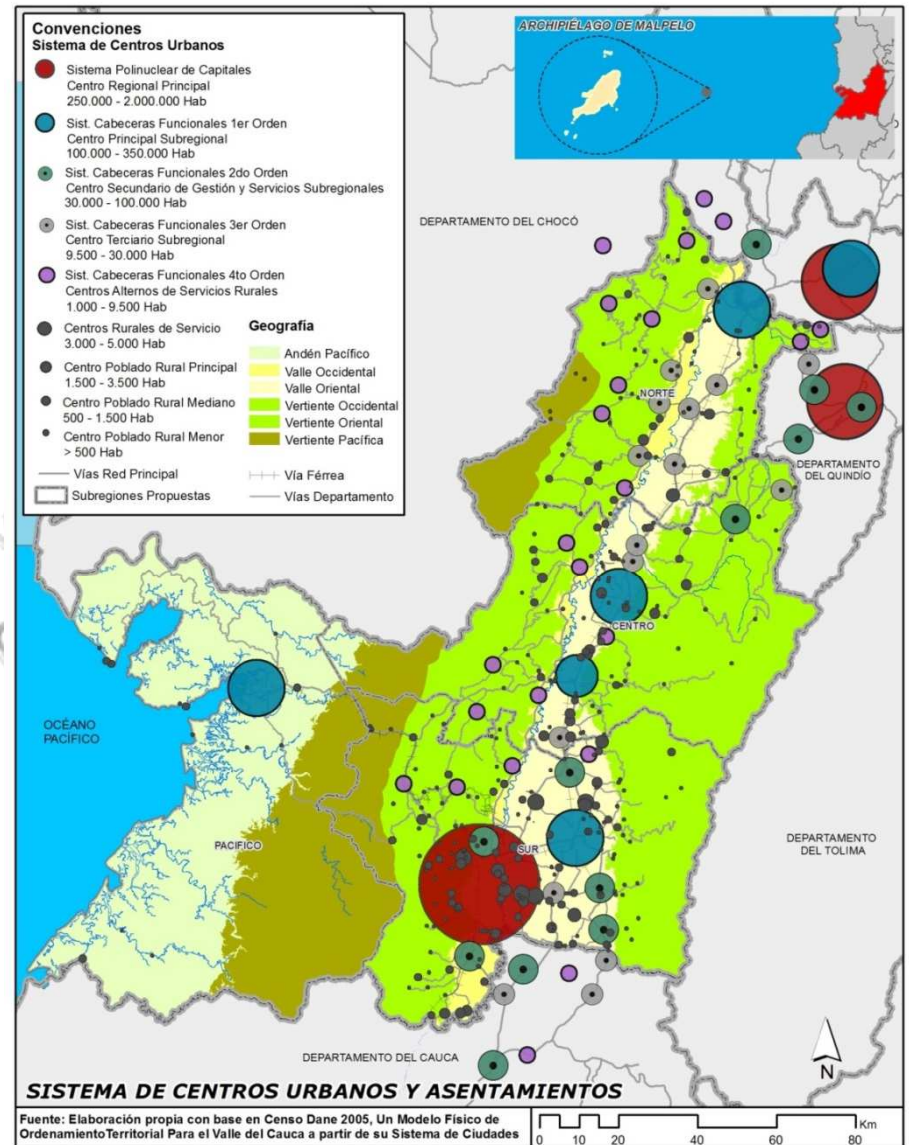 Convenciones
Sistema de Centros Urbanos
Sistema Polinuclear de Capitales
Centro Regional Principal
250.000 - 2.000.000 Hab
Sist. Cabeceras Funcionales 1er Orden
Centro Principal Subregional
100.000 - 350.000 Hab
Sist. Cabeceras Funcionales 2do Orden
Centro Secundario de Gestión y Servicios Subregionales
30.000 - 100.000 Hab
Sist. Cabeceras Funcionales 3er Orden
Centro Terciario Subregional
9.500 - 30.000 Hab
Sist. Cabeceras Funcionales 4to Orden
Centros Alternos de Servicios Rurales
1.000 - 9.500 Hab
Centros Rurales de Servicio
3.000 - 5.000 Hab
Centro Poblado Rural Principal
1.500 - 3.500 Hab
Centro Poblado Rural Mediano
500 - 1.500 Hab
Centro Poblado Rural Menor
> 500 Hab
Vías Red Principal
Subregiones Propuestas
Geografía
Andén Pacífico
Valle Occidental
Valle Oriental
Vertiente Occidental
Vertiente Oriental
Vertiente Pacífica
Vía Férrea
Vías Departamento
ARCHIPIÉLAGO DE MALPELO
DEPARTAMENTO DEL CHOCÓ
NORTE
DEPARTAMENTO
DEL QUINDÍO
CENTRO
OCÉANO
PACÍFICO
PACIFICO
SUR
DEPARTAMENTO
DEL TOLIMA
DEPARTAMENTO DEL CAUCA
N
SISTEMA DE CENTROS URBANOS Y ASENTAMIENTOS
Fuente: Elaboración propia con base en Censo Dane 2005, Un Modelo Físico de
OrdenamientoTerritorial Para el Valle del Cauca a partir de su Sistema de Ciudades
Km
0 10 20 40 60 80